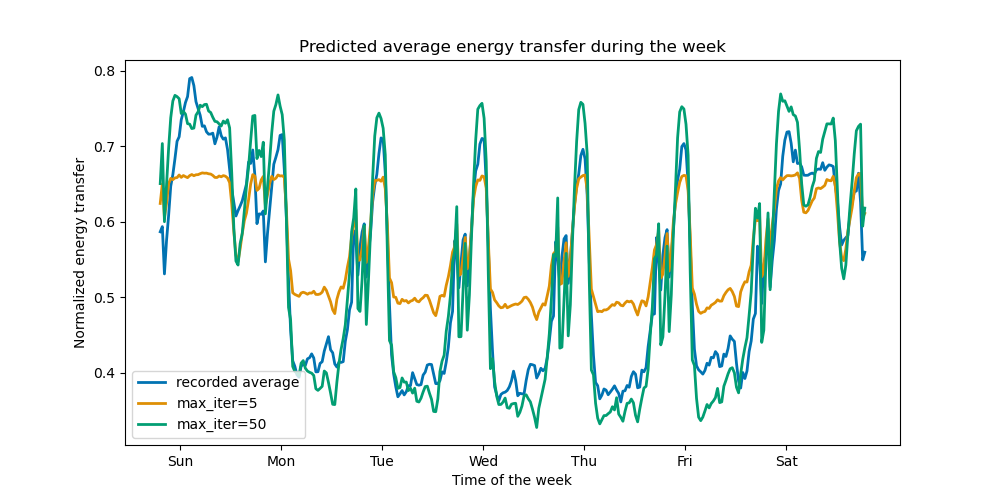 Predicted average energy transfer during the week
Normalized energy transfer
0.8
0.7
0.6
0.5
0.4
recorded average
max_iter=5
max_iter=50
Sun Mon Tue Wed Thu Fri Sat
Time of the week